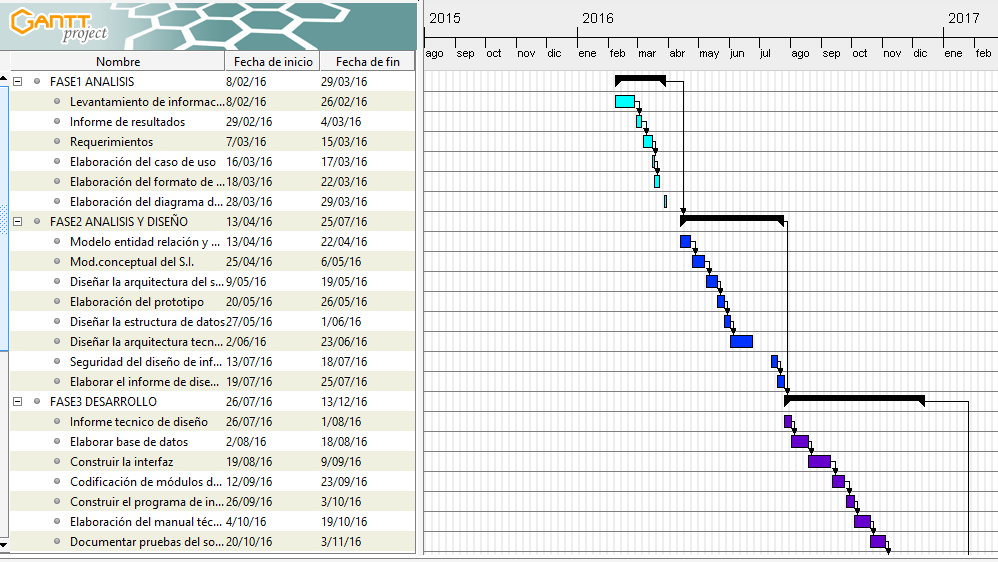 GANTT project
2015 2016 2017
ago sep oct nov dic ene feb mar abr may jun jul ago sep oct nov dic ene feb
Nombre Fecha de inicio Fecha de fin
FASE1 ANALISIS 8/02/16 29/03/16
Levantamiento de informac... 8/02/16 26/02/16
Informe de resultados 29/02/16 4/03/16
Requerimientos 7/03/16 15/03/16
Elaboración del caso de uso 16/03/16 17/03/16
Elaboración del formato de ... 18/03/16 22/03/16
Elaboración del diagrama d... 28/03/16 29/03/16
FASE2 ANALISIS Y DISEÑO 13/04/16 25/07/16
Modelo entidad relación y ... 13/04/16 22/04/16
Mod.conceptual del S.I. 25/04/16 6/05/16
Diseñar la arquitectura del s... 9/05/16 19/05/16
Elaboración del prototipo 20/05/16 26/05/16
Diseñar la estructura de datos 27/05/16 1/06/16
Diseñar la arquitectura tecn... 2/06/16 23/06/16
Seguridad del diseño de inf... 13/07/16 18/07/16
Elaborar el informe de dise... 19/07/16 25/07/16
FASE3 DESARROLLO 26/07/16 13/12/16
Informe tecnico de diseño 26/07/16 1/08/16
Elaborar base de datos 2/08/16 18/08/16
Construir la interfaz 19/08/16 9/09/16
Codificación de módulos d... 12/09/16 23/09/16
Construir el programa de in... 26/09/16 3/10/16
Elaboración del manual téc... 4/10/16 19/10/16
Documentar pruebas del so... 20/10/16 3/11/16